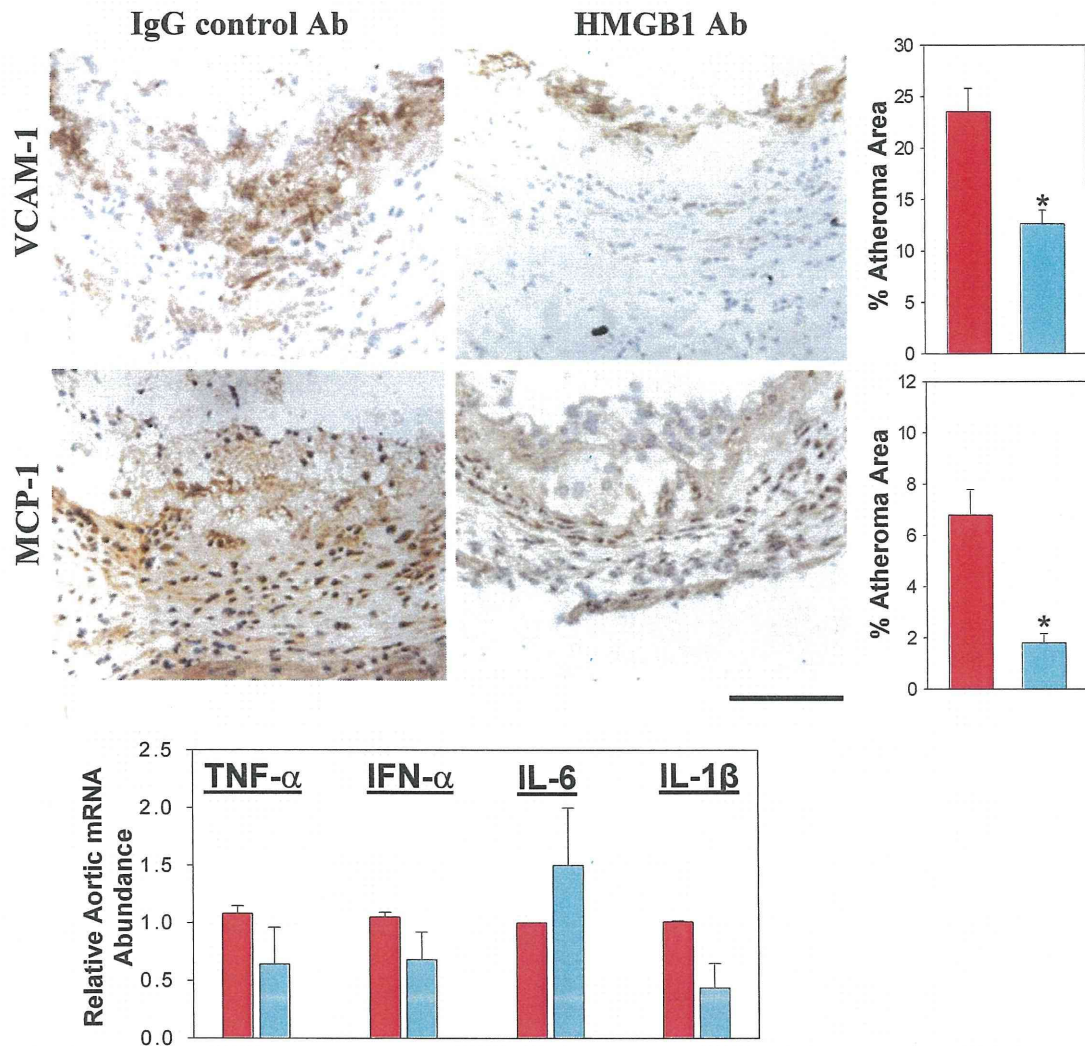 IgG control Ab
HMGB1 Ab
VCAM-1
30
25
20
15
10
5
0
% Atheroma Area
*
MCP-1
12
10
8
6
4
2
0
% Atheroma Area
*
2.5
2.0
1.5
1.0
0.5
0.0
Relative Aortic mRNA
Abundance
TNF-α
IFN-α
IL-6
IL-1β